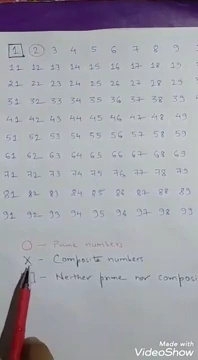 1 2 3 4 5 6 7 8 9
11 12 13 14 15 16 17 18 19
21 22 23 24 25 26 27 28 29
31 32 33 34 35 36 37 38 39
41 42 43 44 45 46 47 48 49
51 52 53 54 55 56 57 58 59
61 62 63 64 65 66 67 68 69
71 72 73 74 75 76 77 78 79
81 82 83 84 85 86 87 88 89
91 92 93 94 95 96 97 98 99
O - Prime numbers
X - Composite numbers
- Neither prime nor composi
Made with
VideoShow